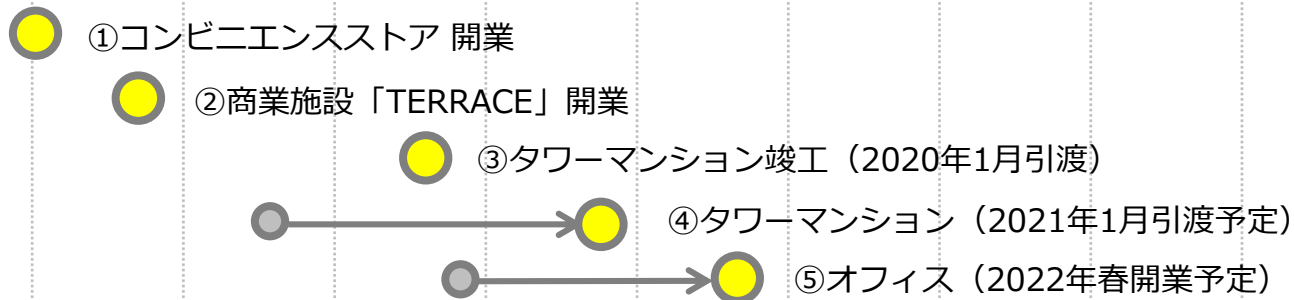 ①コンビニエンスストア 開業
②商業施設「TERRACE」開業
③タワーマンション竣工（2020年1月引渡）
④タワーマンション（2021年1月引渡予定）
⑤オフィス（2022年春開業予定）